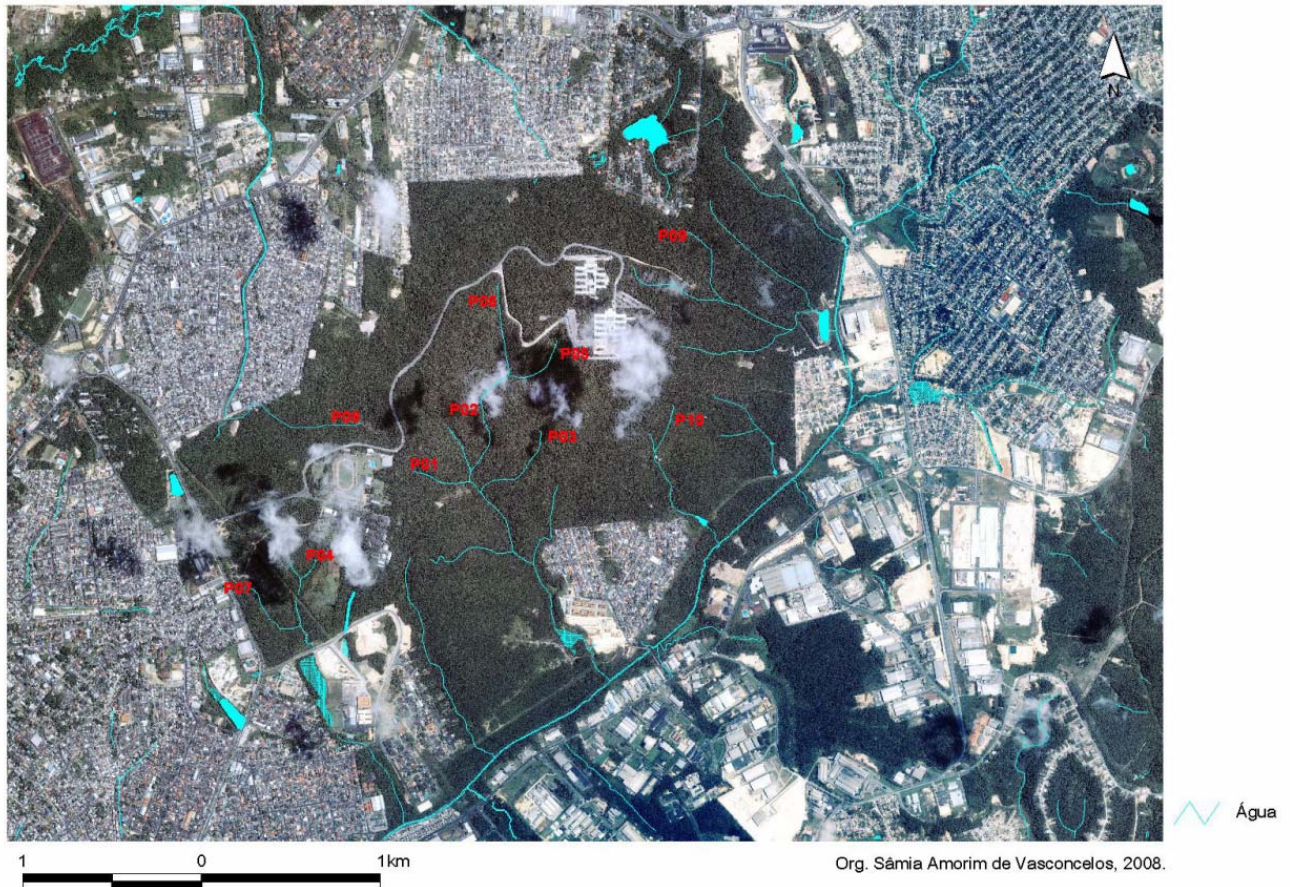 N
P09
P06
P05
P02
P08
P10
P03
P01
P04
P07
Água
1 0 1km
Org. Sâmia Amorim de Vasconcelos, 2008.